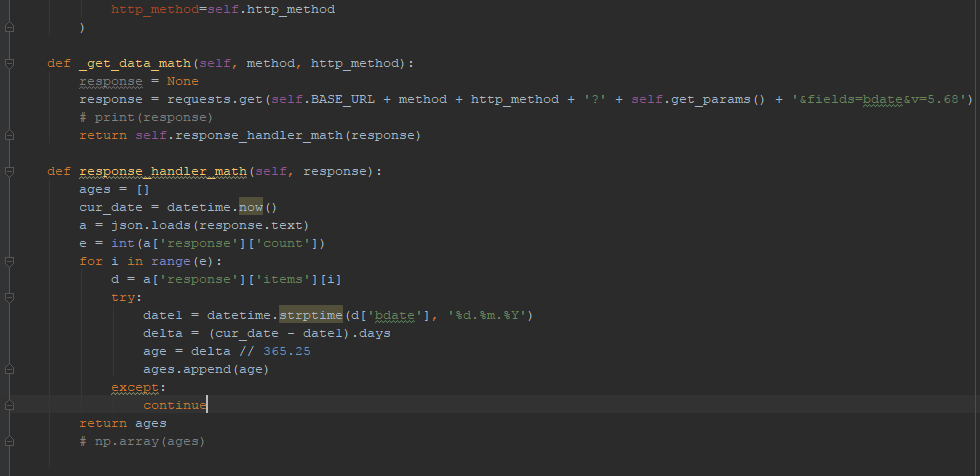 http_method=self.http_method
)
def _get_data_math(self, method, http_method):
response = None
response = requests.get(self.BASE_URL + method + http_method + '?' + self.get_params() + '&fields=bdate&v=5.68')
# print(response)
return self.response_handler_math(response)
def response_handler_math(self, response):
ages = []
cur_date = datetime.now()
a = json.loads(response.text)
e = int(a['response']['count'])
for i in range(e):
d = a['response']['items'][i]
try:
date1 = datetime.strptime(d['bdate'], '%d.%m.%Y')
delta = (cur_date - date1).days
age = delta // 365.25
ages.append(age)
except:
continue
return ages
# np.array(ages)